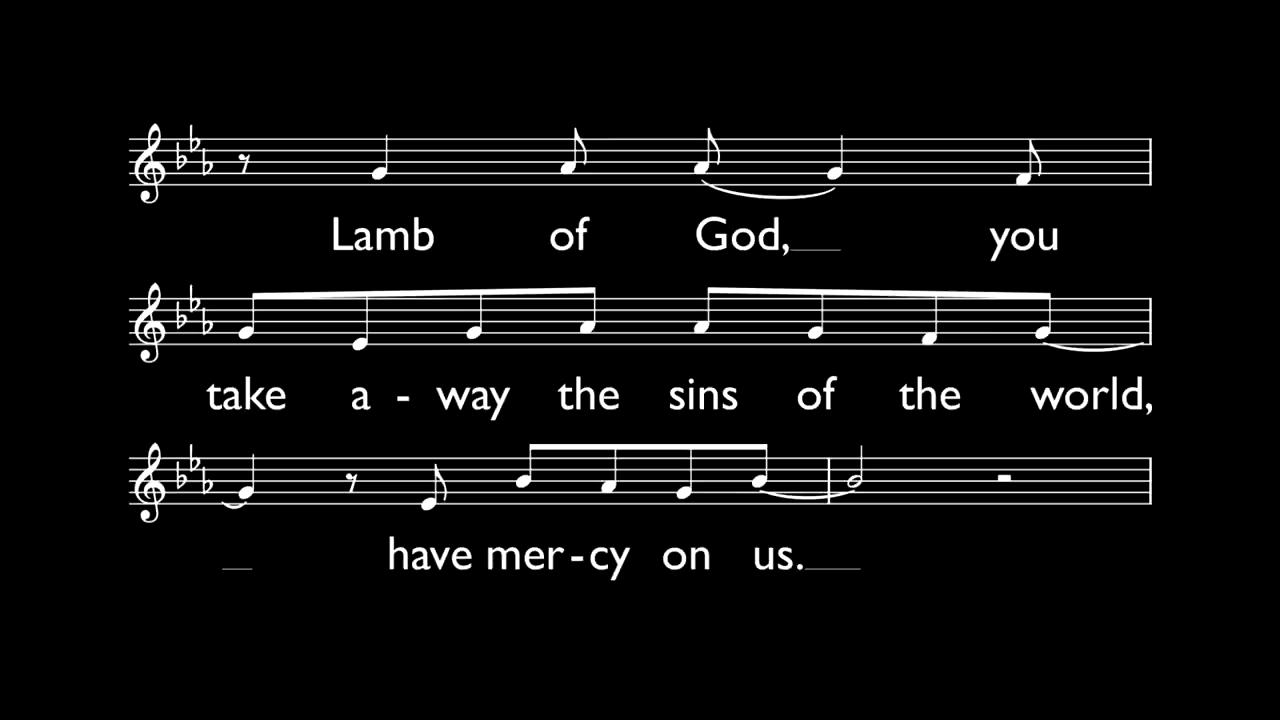 Lamb of God, you
take a - way the sins of the world,
have mer - cy on us.